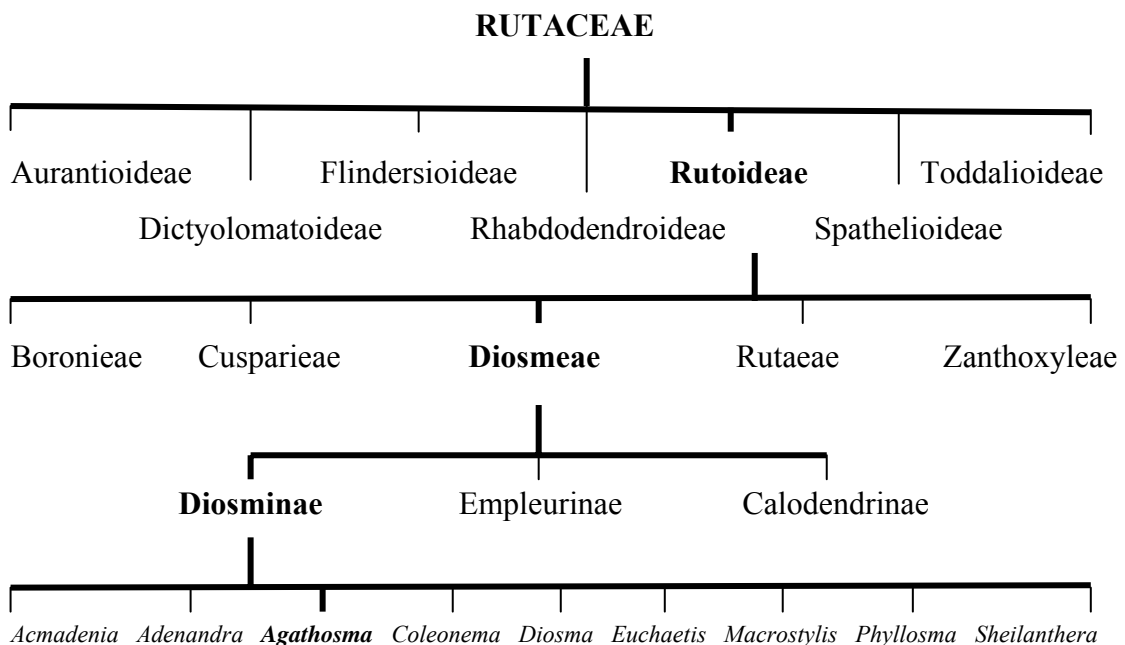 RUTACEAE
Aurantioideae Flindersioideae Rutoideae Toddalioideae
Dictyolomatoideae Rhabdodendroideae Spathelioideae
Boronieae Cusparieae Diosmeae Rutaeae Zanthoxyleae
Diosminae Empleurinae Calodendrinae
Acmadenia Adenandra Agathosma Coleonema Diosma Euchaetis Macrostylis Phyllosma Sheilanthera